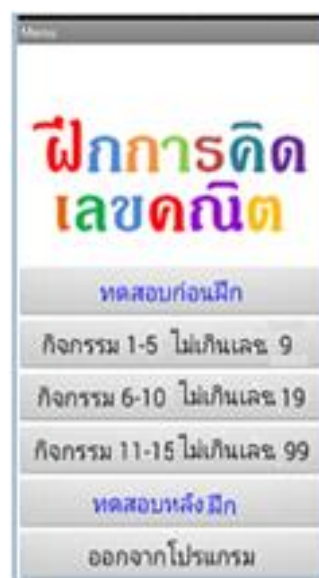 Menu
ฝึกการคิด
เลขคณิต
ทดสอบก่อนฝึก
กิจกรรม 1-5 ไม่เกินเลข 9
กิจกรรม 6-10 ไม่เกินเลข 19
กิจกรรม 11-15 ไม่เกินเลข 99
ทดสอบหลังฝึก
ออกจากโปรแกรม